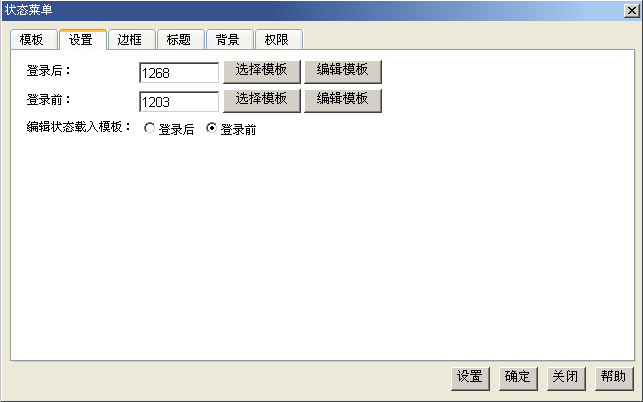 状态菜单
模板 设置 边框 标题 背景 权限
登录后： 1268 选择模板 编辑模板
登录前： 1203 选择模板 编辑模板
编辑状态载入模板： 登录后 登录前
设置 确定 关闭 帮助